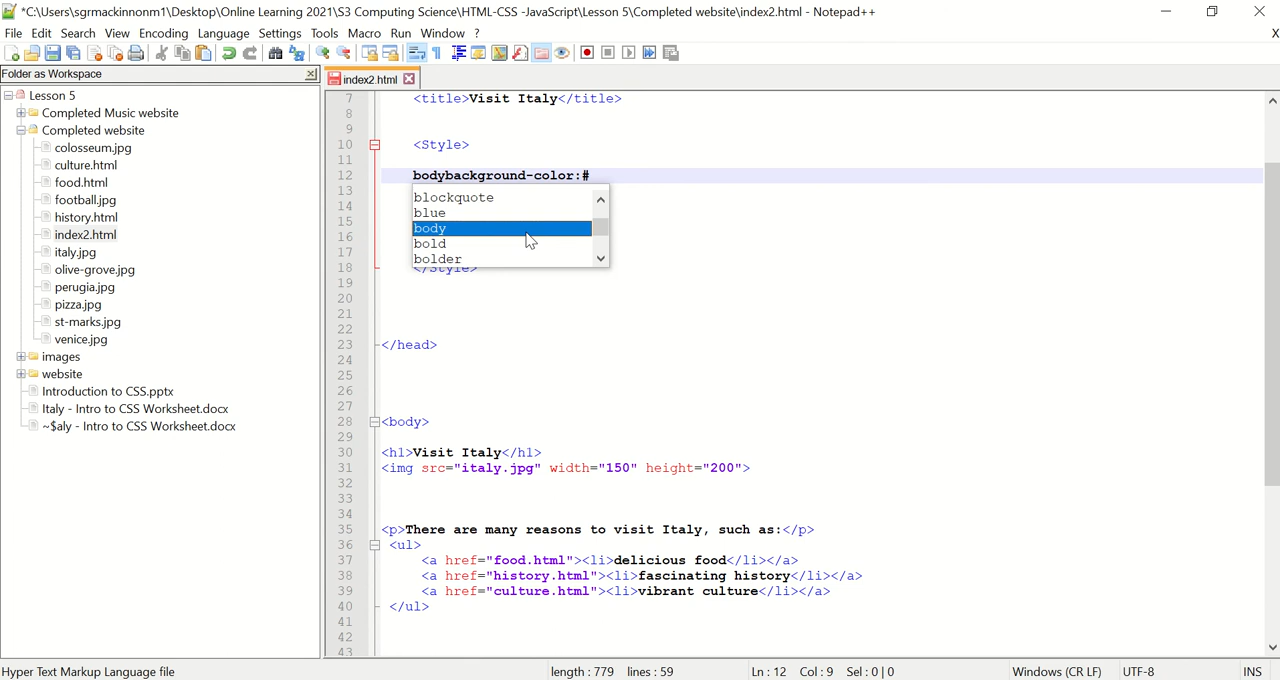 *C:\Users\sgrmackinnonm1\Desktop\Online Learning 2021\S3 Computing Science\HTML-CSS -JavaScript\Lesson 5\Completed website\index2.html - Notepad++
File Edit Search View Encoding Language Settings Tools Macro Run Window ? X
Folder as Workspace
index2.html
Lesson 5
Completed Music website
Completed website
colosseum.jpg
culture.html
food.html
football.jpg
history.html
index2.html
italy.jpg
olive-grove.jpg
perugia.jpg
pizza.jpg
st-marks.jpg
venice.jpg
images
website
Introduction to CSS.pptx
Italy - Intro to CSS Worksheet.docx
~$aly - Intro to CSS Worksheet.docx
7 <title>Visit Italy</title>
8
9
10 <Style>
11
12 bodybackground-color:#
13 blockquote
14 blue
15 body
16 bold
17 bolder
18 </Style>
19
20
21
22
23 </head>
24
25
26
27
28 <body>
29
30 <h1>Visit Italy</h1>
31 <img src="italy.jpg" width="150" height="200">
32
33
34
35 <p>There are many reasons to visit Italy, such as:</p>
36 <ul>
37 <a href="food.html"><li>delicious food</li></a>
38 <a href="history.html"><li>fascinating history</li></a>
39 <a href="culture.html"><li>vibrant culture</li></a>
40 </ul>
41
42
43
Hyper Text Markup Language file length : 779 lines : 59 Ln : 12 Col : 9 Sel : 0 | 0 Windows (CR LF) UTF-8 INS